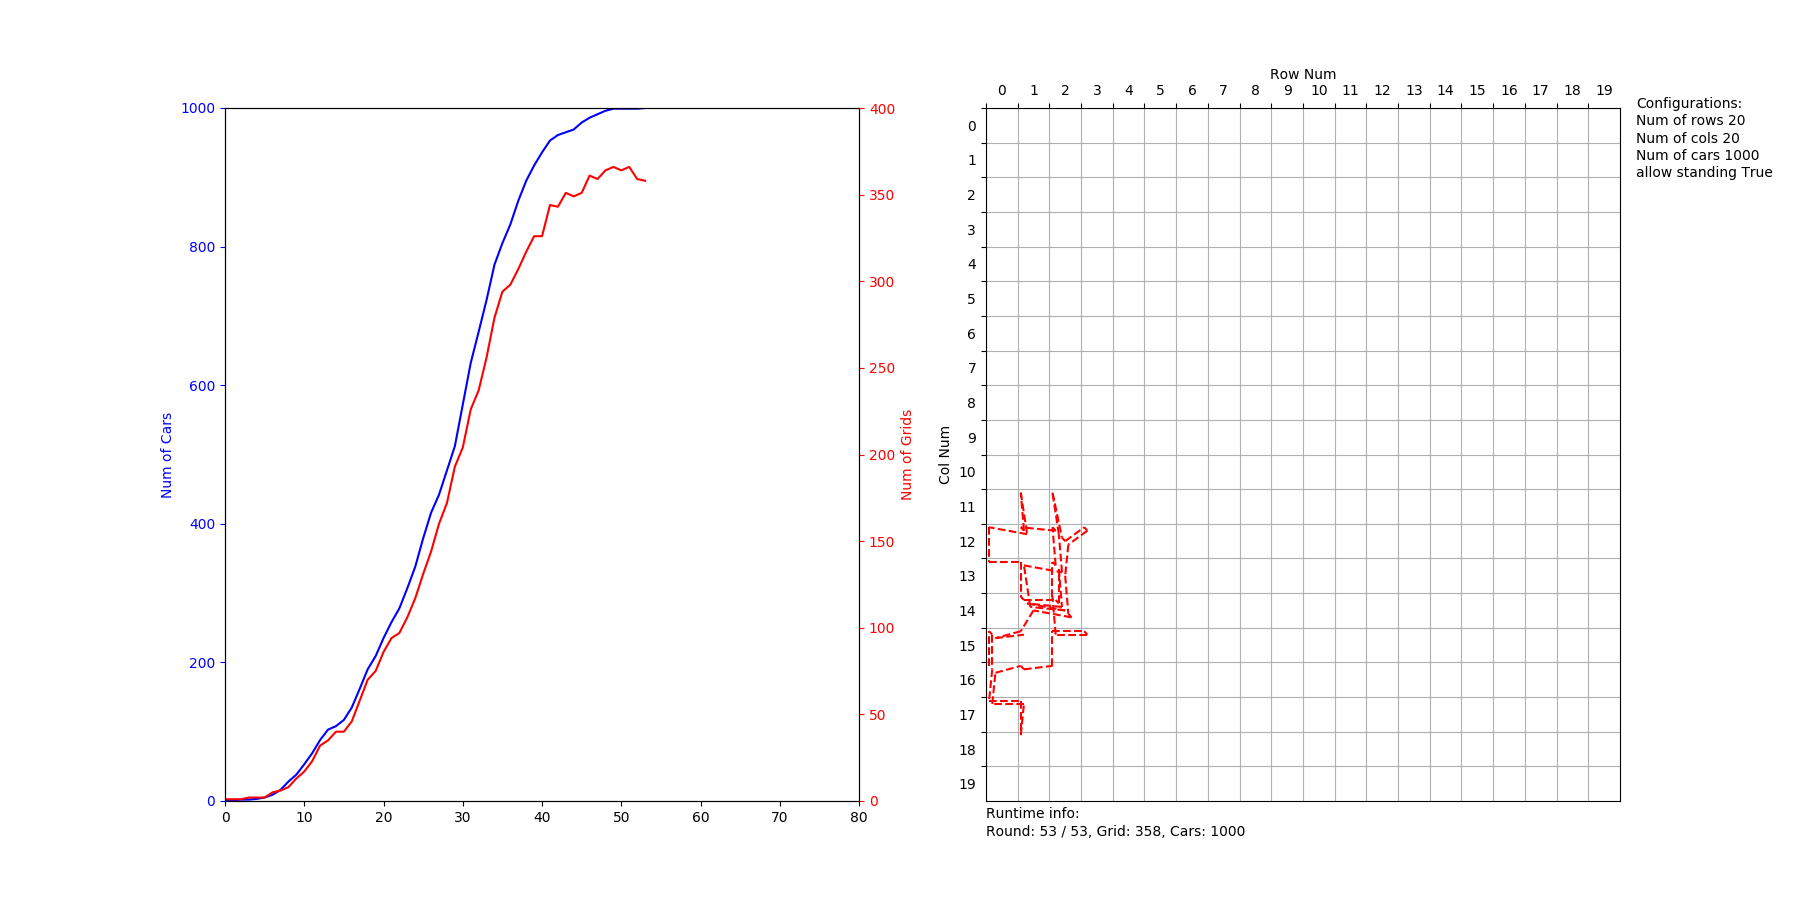 Num of Cars
1000
800
600
400
200
0
0 10 20 30 40 50 60 70 80
400
350
300
250
200
150
100
50
0
Num of Grids
Row Num
0 1 2 3 4 5 6 7 8 9 10 11 12 13 14 15 16 17 18 19
Col Num
0
1
2
3
4
5
6
7
8
9
10
11
12
13
14
15
16
17
18
19
Configurations:
Num of rows 20
Num of cols 20
Num of cars 1000
allow standing True
Runtime info:
Round: 53 / 53, Grid: 358, Cars: 1000